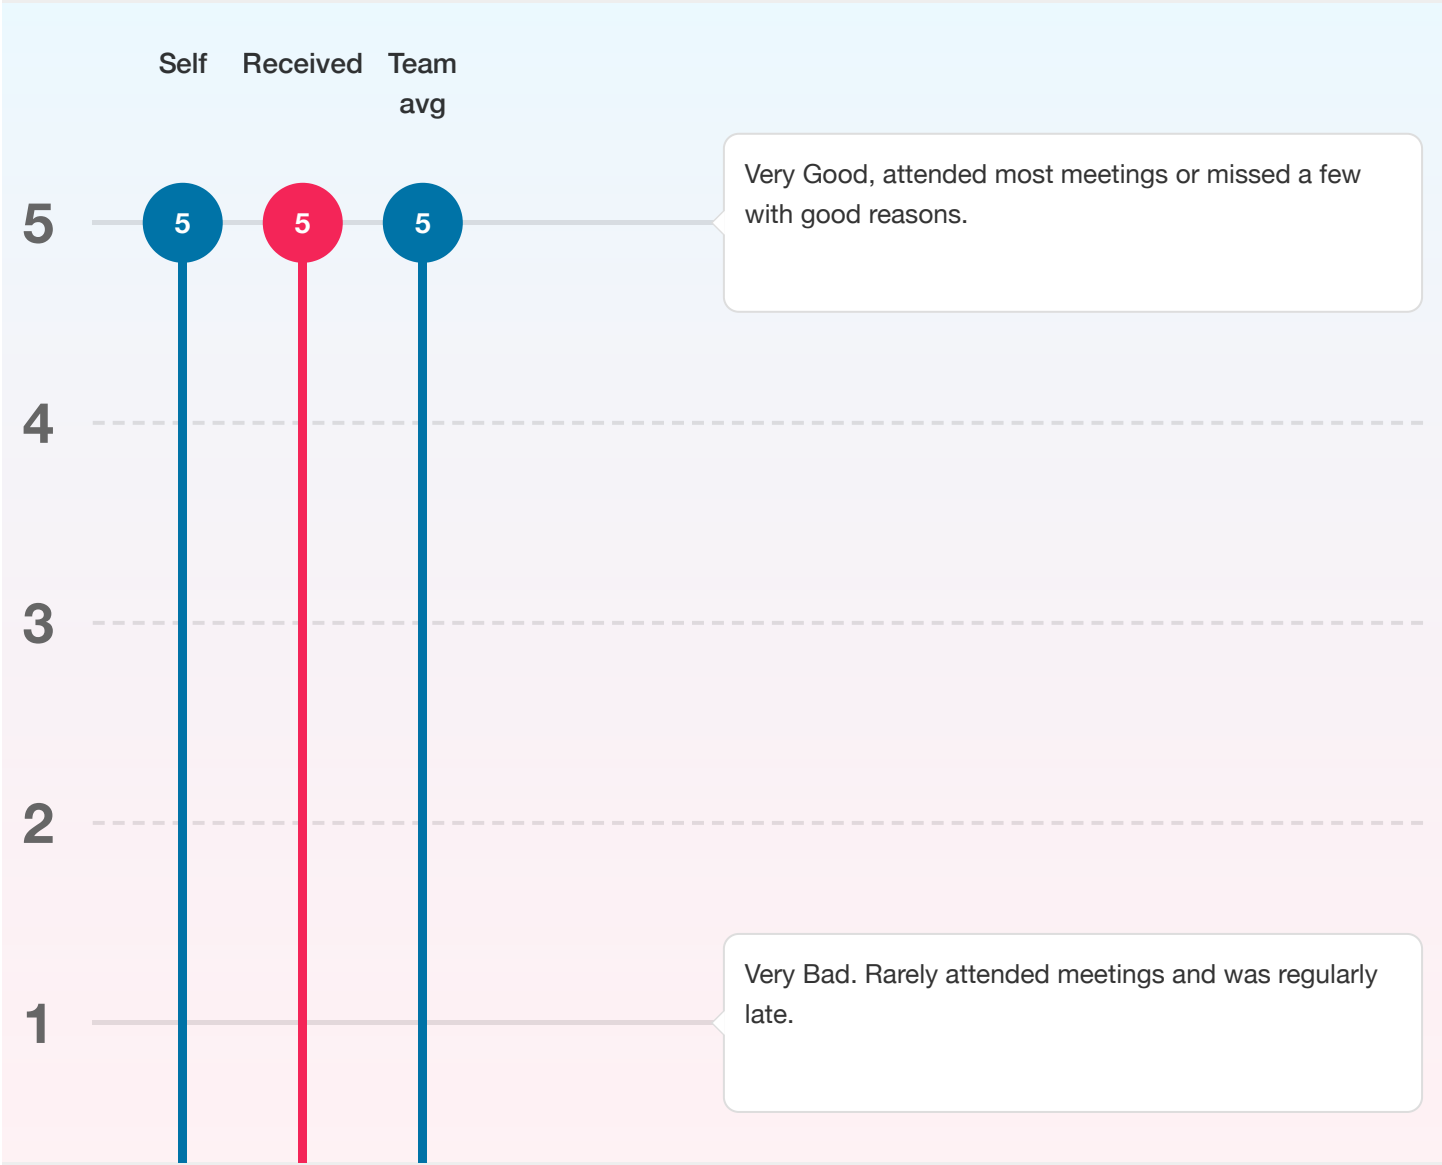 Self Received Team
avg
Very Good, attended most meetings or missed a few
with good reasons.
5 5 5 5
4
3
2
Very Bad. Rarely attended meetings and was regularly
late.
1